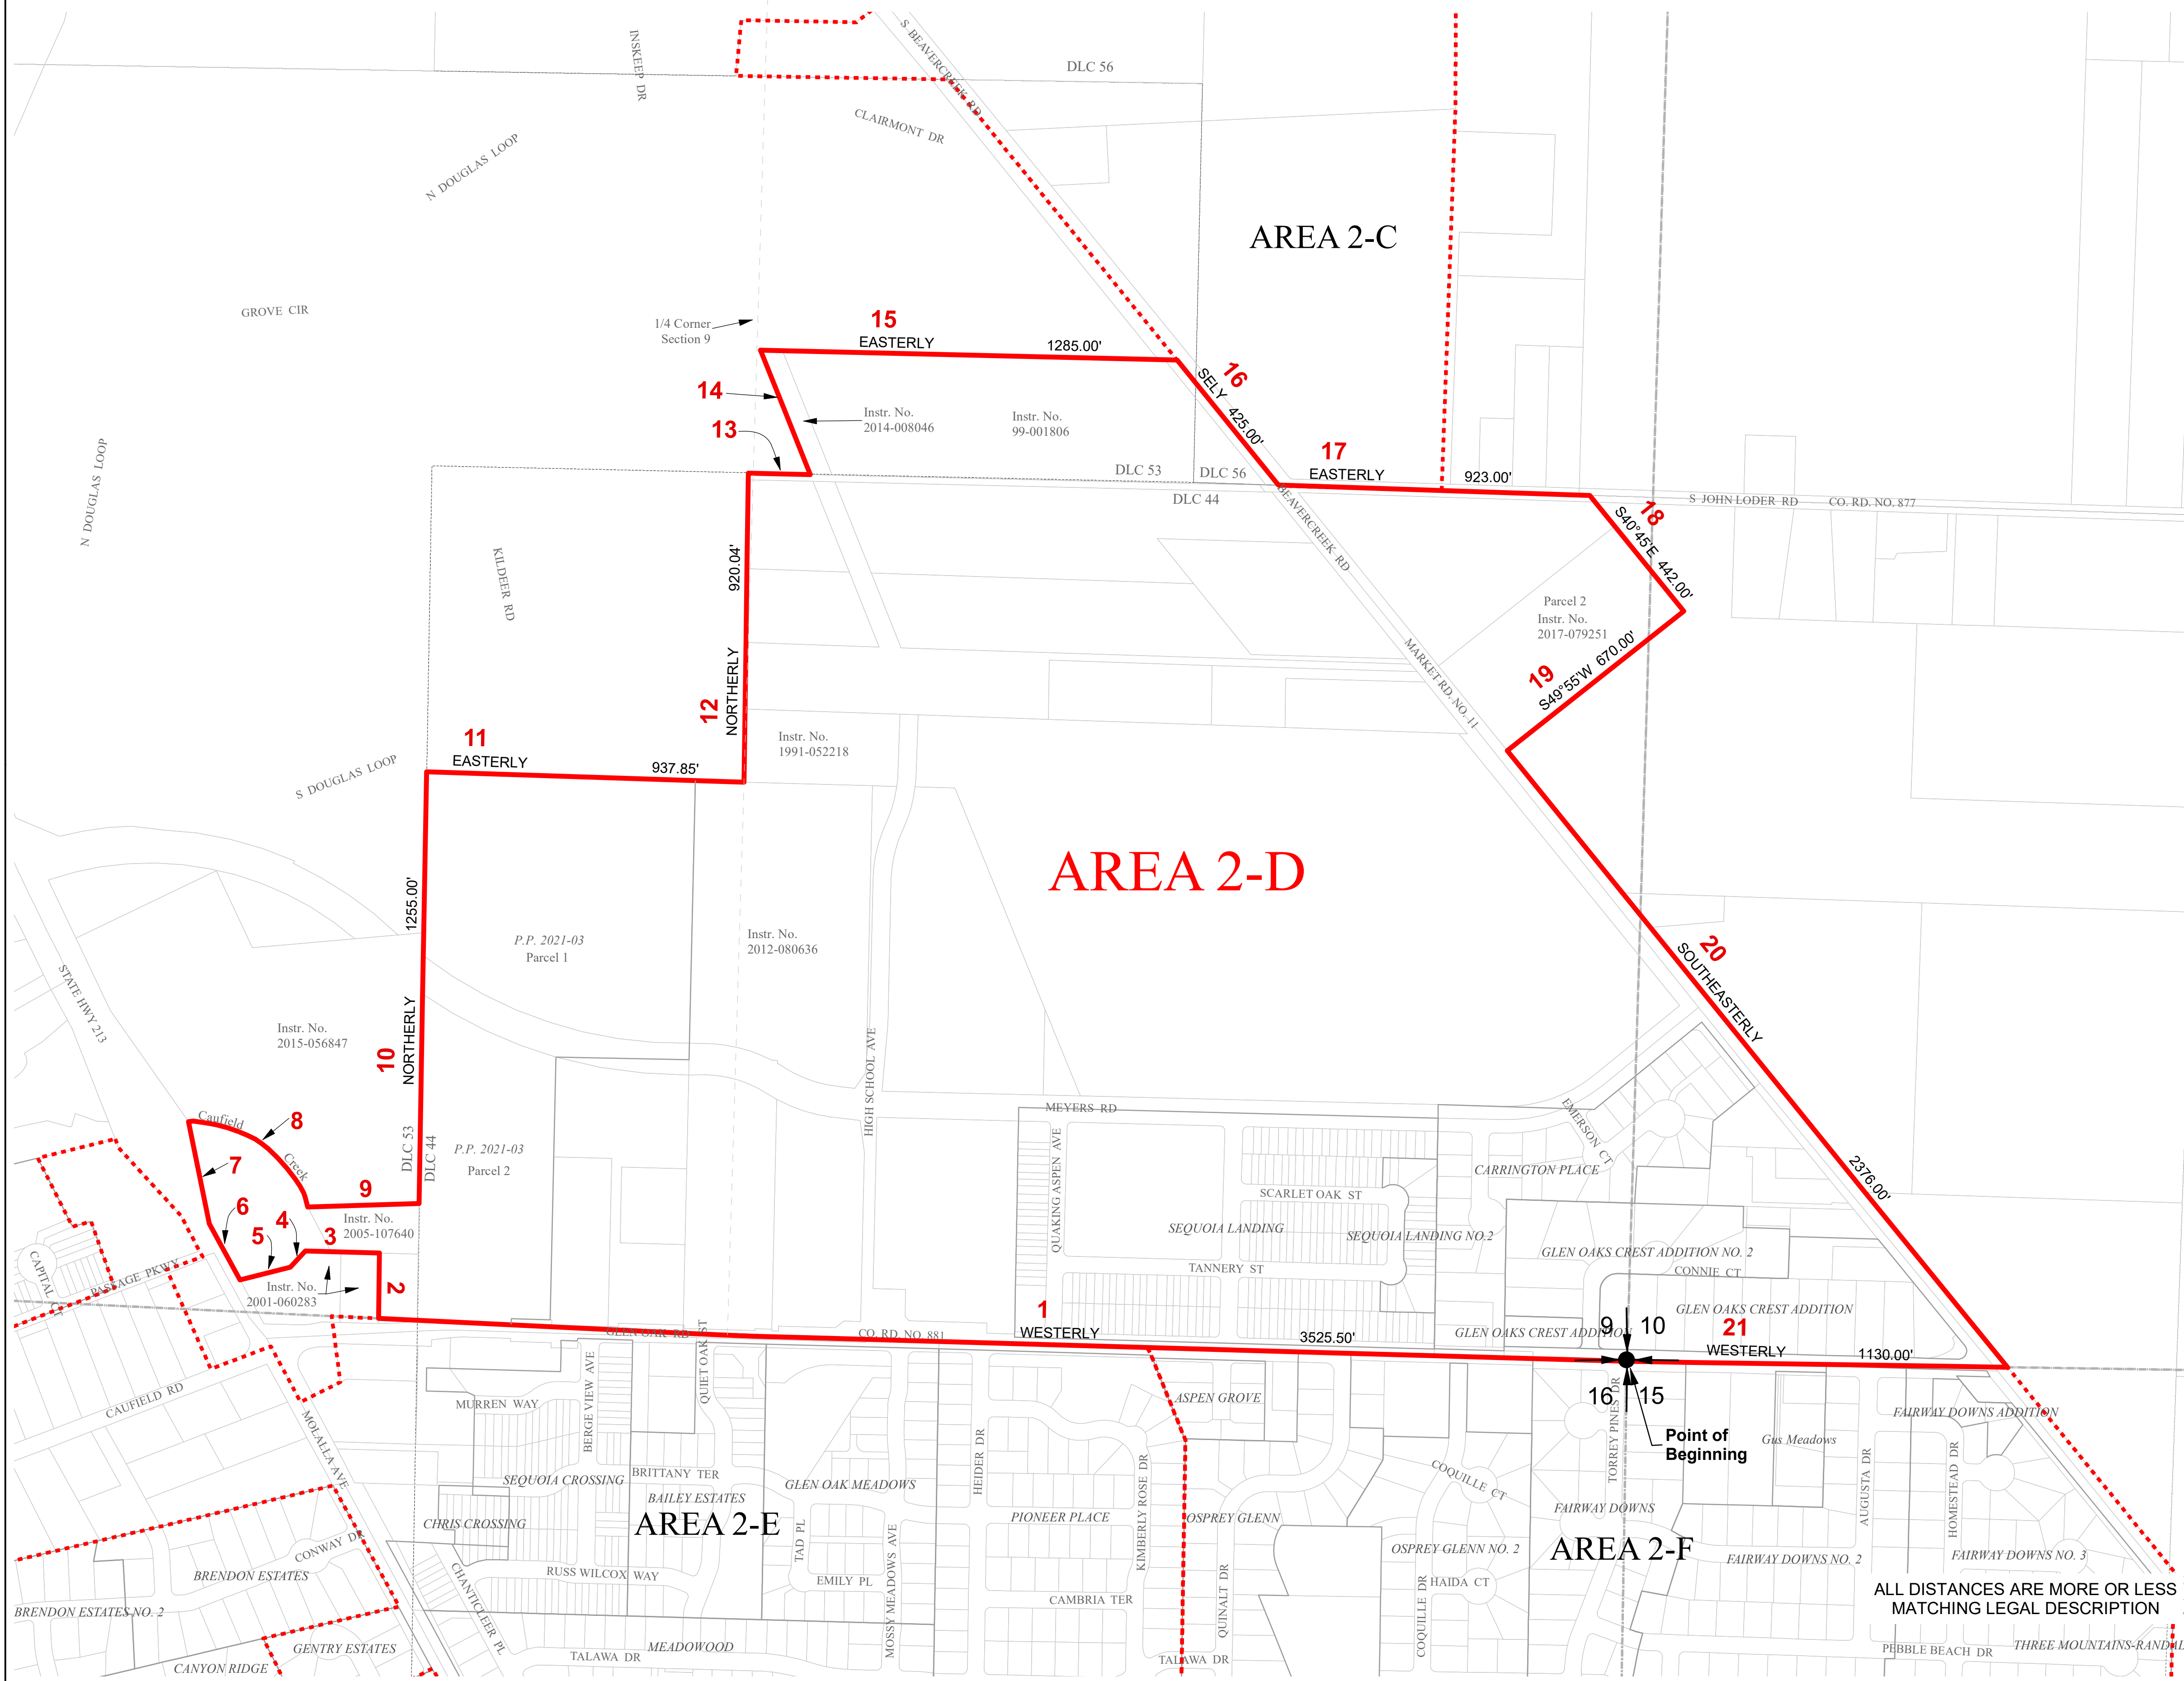 INSKEEP DR
S BEAVERCREEK RD
DLC 56
CLAIRMONT DR
N DOUGLAS LOOP
AREA 2-C
GROVE CIR
1/4 Corner
Section 9
15
EASTERLY
1285.00'
16
SELY 425.00'
14
13
Instr. No.
2014-008046
Instr. No.
99-001806
17
EASTERLY
923.00'
DLC 53
DLC 56
DLC 44
S JOHN LODER RD
CO. RD. NO. 877
18
S40°45'E 442.00'
N DOUGLAS LOOP
KILDEER RD
920.04'
12
NORTHERLY
BEAVERCREEK RD
MARKET RD. NO. 11
Parcel 2
Instr. No.
2017-079251
19
S49°55'W 670.00'
11
EASTERLY
937.85'
Instr. No.
1991-052218
S DOUGLAS LOOP
AREA 2-D
1255.00'
10
NORTHERLY
P.P. 2021-03
Parcel 1
Instr. No.
2012-080636
20
SOUTHEASTERLY
2376.00'
STATE HWY 213
Instr. No.
2015-056847
HIGH SCHOOL AVE
MEYERS RD
Caufield
Creek
8
7
6
5
4
3
9
2
DLC 53
DLC 44
P.P. 2021-03
Parcel 2
Instr. No.
2005-107640
Instr. No.
2001-060283
QUAKING ASPEN AVE
EMERSON CT
CARRINGTON PLACE
SCARLET OAK ST
SEQUOIA LANDING
SEQUOIA LANDING NO.2
GLEN OAKS CREST ADDITION NO. 2
TANNERY ST
CONNIE CT
GLEN OAKS CREST ADDITION
CAPITAL CT
PASSAGE PKWY
1
WESTERLY
3525.50'
GLEN OAK RD
CO. RD. NO. 881
GLEN OAKS CREST ADDITION
9
10
21
WESTERLY
1130.00'
16
15
Point of
Beginning
CAUFIELD RD
MOLALLA AVE
MURREN WAY
BERGE VIEW AVE
QUIET OAK ST
ASPEN GROVE
TORREY PINES DR
Gus Meadows
FAIRWAY DOWNS ADDITION
SEQUOIA CROSSING
BRITTANY TER
BAILEY ESTATES
GLEN OAK MEADOWS
HEIDER DR
COQUILLE CT
AUGUSTA DR
HOMESTEAD DR
CHRIS CROSSING
AREA 2-E
TAD PL
PIONEER PLACE
KIMBERLY ROSE DR
OSPREY GLENN
FAIRWAY DOWNS
AREA 2-F
OSPREY GLENN NO. 2
FAIRWAY DOWNS NO. 2
FAIRWAY DOWNS NO. 3
CONWAY DR
BRENDON ESTATES
CHANTICLER PL
RUSS WILCOX WAY
EMILY PL
MOSSY MEADOWS AVE
CAMBRIA TER
QUINALT DR
COQUILLE DR
HAIDA CT
ALL DISTANCES ARE MORE OR LESS
MATCHING LEGAL DESCRIPTION
BRENDON ESTATES NO. 2
GENTRY ESTATES
CANYON RIDGE
TALAWA DR
MEADOWOOD
TALAWA DR
PEBBLE BEACH DR
THREE MOUNTAINS-RANDAL